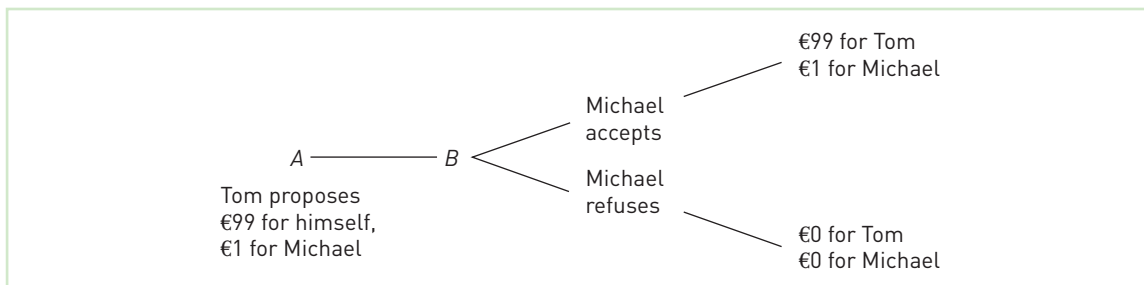 €99 for Tom
€1 for Michael
Michael
accepts
A
B
Tom proposes
€99 for himself,
€1 for Michael
Michael
refuses
€0 for Tom
€0 for Michael